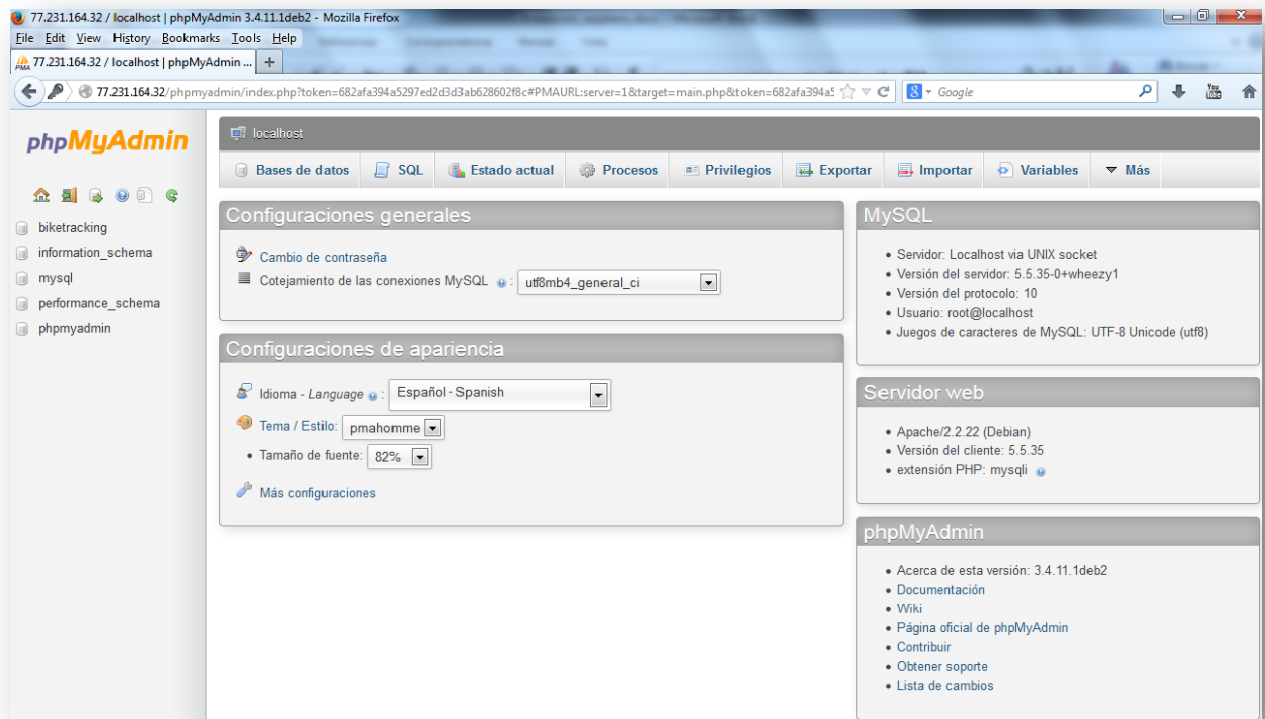 77.231.164.32 / localhost | phpMyAdmin 3.4.11.1deb2 - Mozilla Firefox
File Edit View History Bookmarks Tools Help
77.231.164.32 / localhost | phpMyAdmin ...
77.231.164.32/phpmyadmin/index.php?token=682afa394a5297ed2d3d3ab628602f8c#PMAURL:server=1&target=main.php&token=682afa394a5
Google
phpMyAdmin
biketracking
information_schema
mysql
performance_schema
phpmyadmin
localhost
Bases de datos SQL Estado actual Procesos Privilegios Exportar Importar Variables Más
Configuraciones generales
Cambio de contraseña
Cotejamiento de las conexiones MySQL : utf8mb4_general_ci
Configuraciones de apariencia
Idioma - Language : Español - Spanish
Tema / Estilo: pmahomme
• Tamaño de fuente: 82%
Más configuraciones
MySQL
• Servidor: Localhost via UNIX socket
• Versión del servidor: 5.5.35-0+wheezy1
• Versión del protocolo: 10
• Usuario: root@localhost
• Juegos de caracteres de MySQL: UTF-8 Unicode (utf8)
Servidor web
• Apache/2.2.22 (Debian)
• Versión del cliente: 5.5.35
• extensión PHP: mysqli
phpMyAdmin
• Acerca de esta versión: 3.4.11.1deb2
• Documentación
• Wiki
• Página oficial de phpMyAdmin
• Contribuir
• Obtener soporte
• Lista de cambios